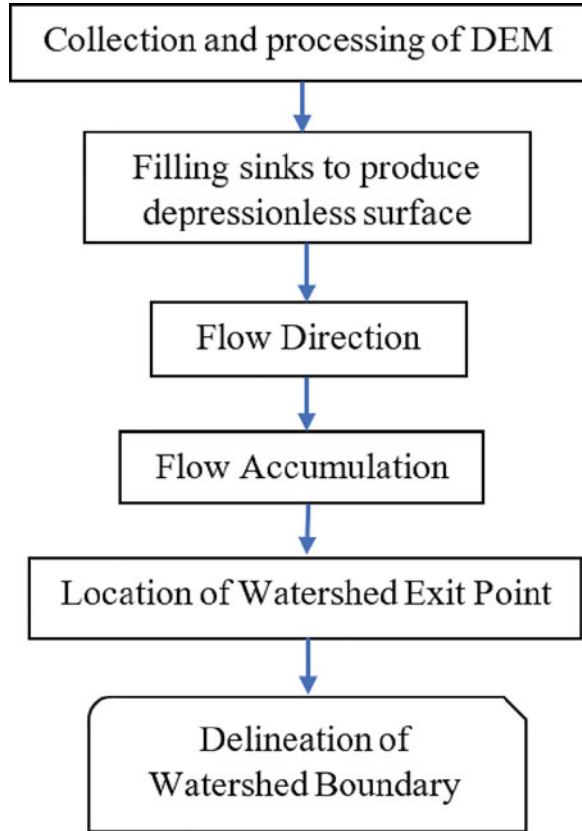 Collection and processing of DEM
Filling sinks to produce
depressionless surface
Flow Direction
Flow Accumulation
Location of Watershed Exit Point
Delineation of
Watershed Boundary